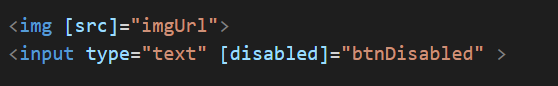 <img [src]="imgUrl">
<input type="text" [disabled]="btnDisabled" >